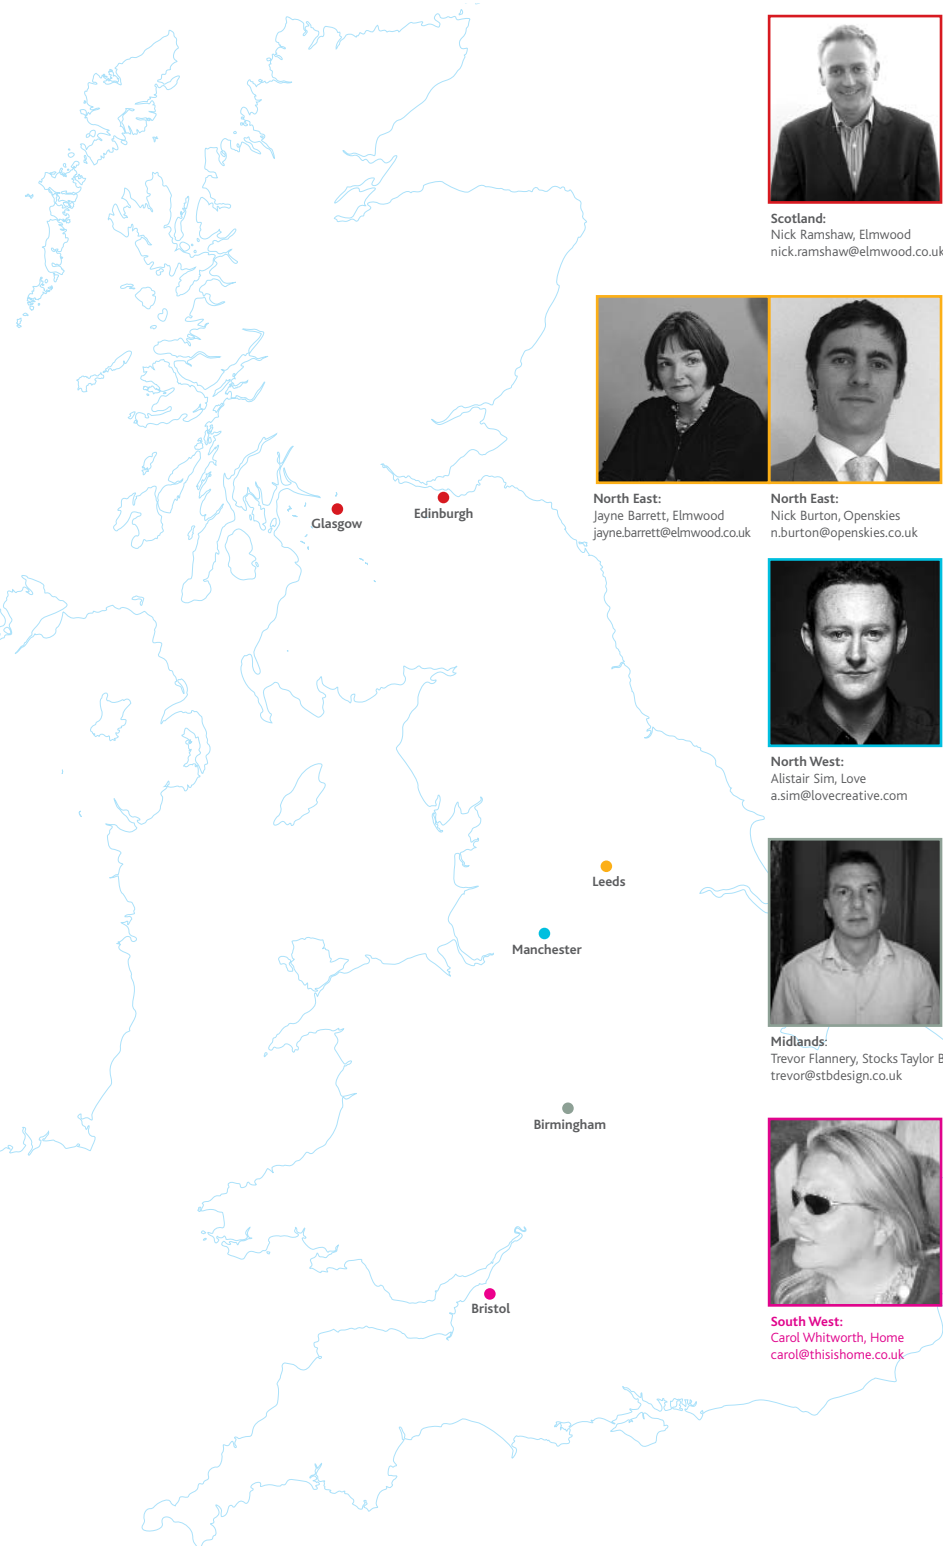 Scotland:
Nick Ramshaw, Elmwood
nick.ramshaw@elmwood.co.uk
North East:
Jayne Barrett, Elmwood
jayne.barrett@elmwood.co.uk
North East:
Nick Burton, Openskies
n.burton@openskies.co.uk
Glasgow
Edinburgh
North West:
Alistair Sim, Love
a.sim@lovecreative.com
Leeds
Manchester
Midlands:
Trevor Flannery, Stocks Taylor
trevor@stbdesign.co.uk
Birmingham
Bristol
South West:
Carol Whitworth, Home
carol@thisishome.co.uk